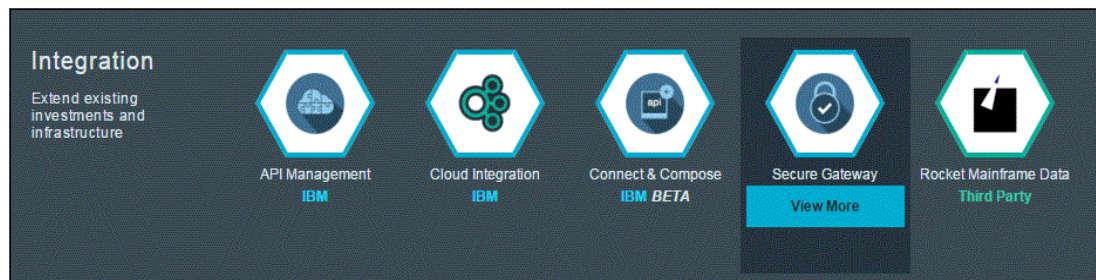 Integration
Extend existing
investments and
infrastructure
api
API Management
IBM
Cloud Integration
IBM
Connect & Compose
IBM BETA
Secure Gateway
View More
Rocket Mainframe Data
Third Party